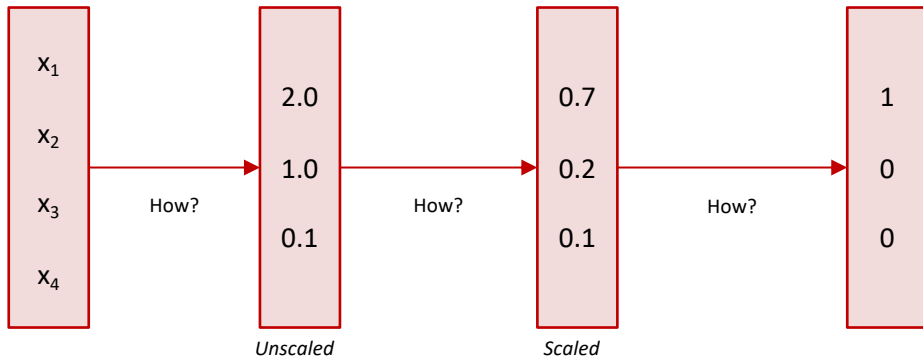 x₁
x₂
x₃
x₄
How?
2.0
1.0
0.1
Unscaled
How?
0.7
0.2
0.1
Scaled
How?
1
0
0